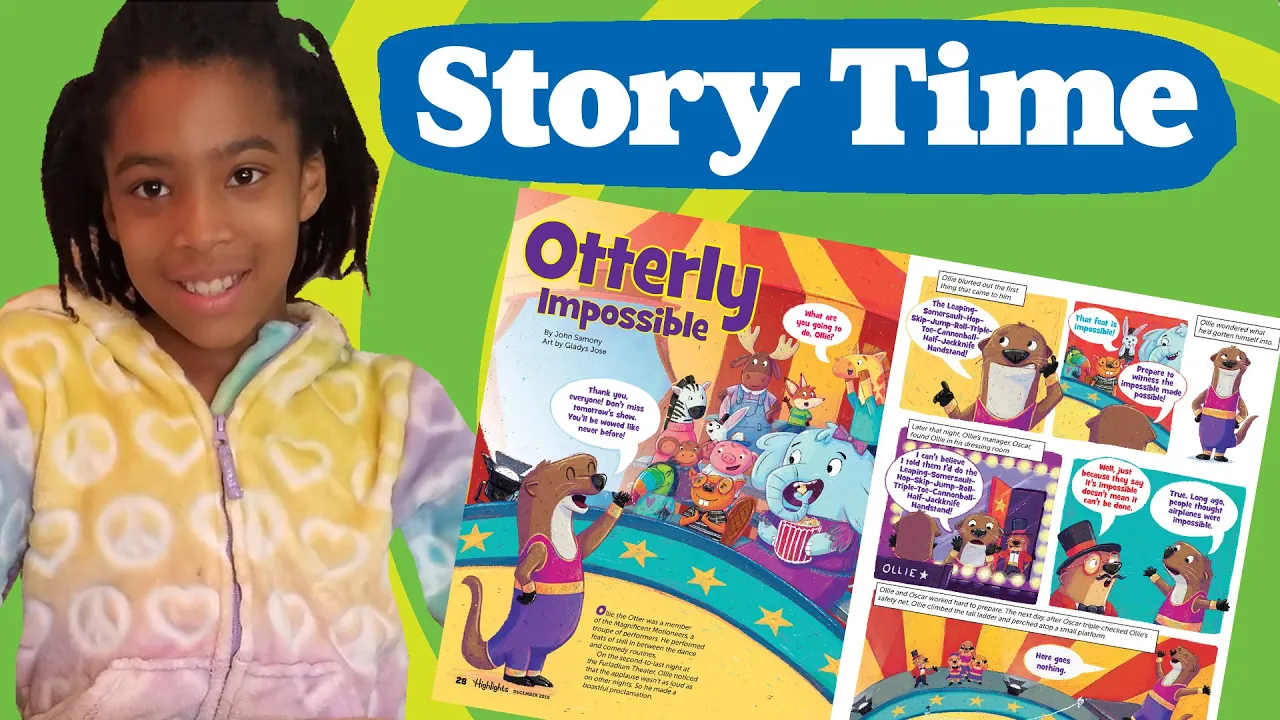 Story Time
Otterly
Impossible
By John Samony
Art by Gladys Jose
What are
you going to
do, Ollie?
Thank you,
everyone! Don't miss
tomorrow's show.
You'll be wowed like
never before!
Ollie the Otter was a member
of the Magnificent Motioneers, a
troupe of performers. He performed
feats of skill in between the dance
and comedy routines.
On the second-to-last night at
the Furladium Theater, Ollie noticed
that the applause wasn't as loud as
on other nights. So he made a
boastful proclamation.
28 Highlights DECEMBER 2019
Ollie blurted out the first
thing that came to him.
The Leaping-
Somersault-Hop-
Skip-Jump-Roll-Triple-
Toe-Cannonball-
Half-Jackknife
Handstand!
That feat is
impossible!
Prepare to
witness the
impossible made
possible!
Ollie wondered what
he'd gotten himself into.
Later that night, Ollie's manager, Oscar,
found Ollie in his dressing room.
I can't believe
I told them I'd do the
Leaping-Somersault-
Hop-Skip-Jump-Roll-
Triple-Toe-Cannonball-
Half-Jackknife
Handstand!
OLLIE
Well, just
because they say
it's impossible
doesn't mean it
can't be done.
True. Long ago,
people thought
airplanes were
impossible.
Ollie and Oscar worked hard to prepare. The next day, after Oscar triple-checked Ollie's
safety net, Ollie climbed the tall ladder and perched atop a small platform.
Here goes
nothing.